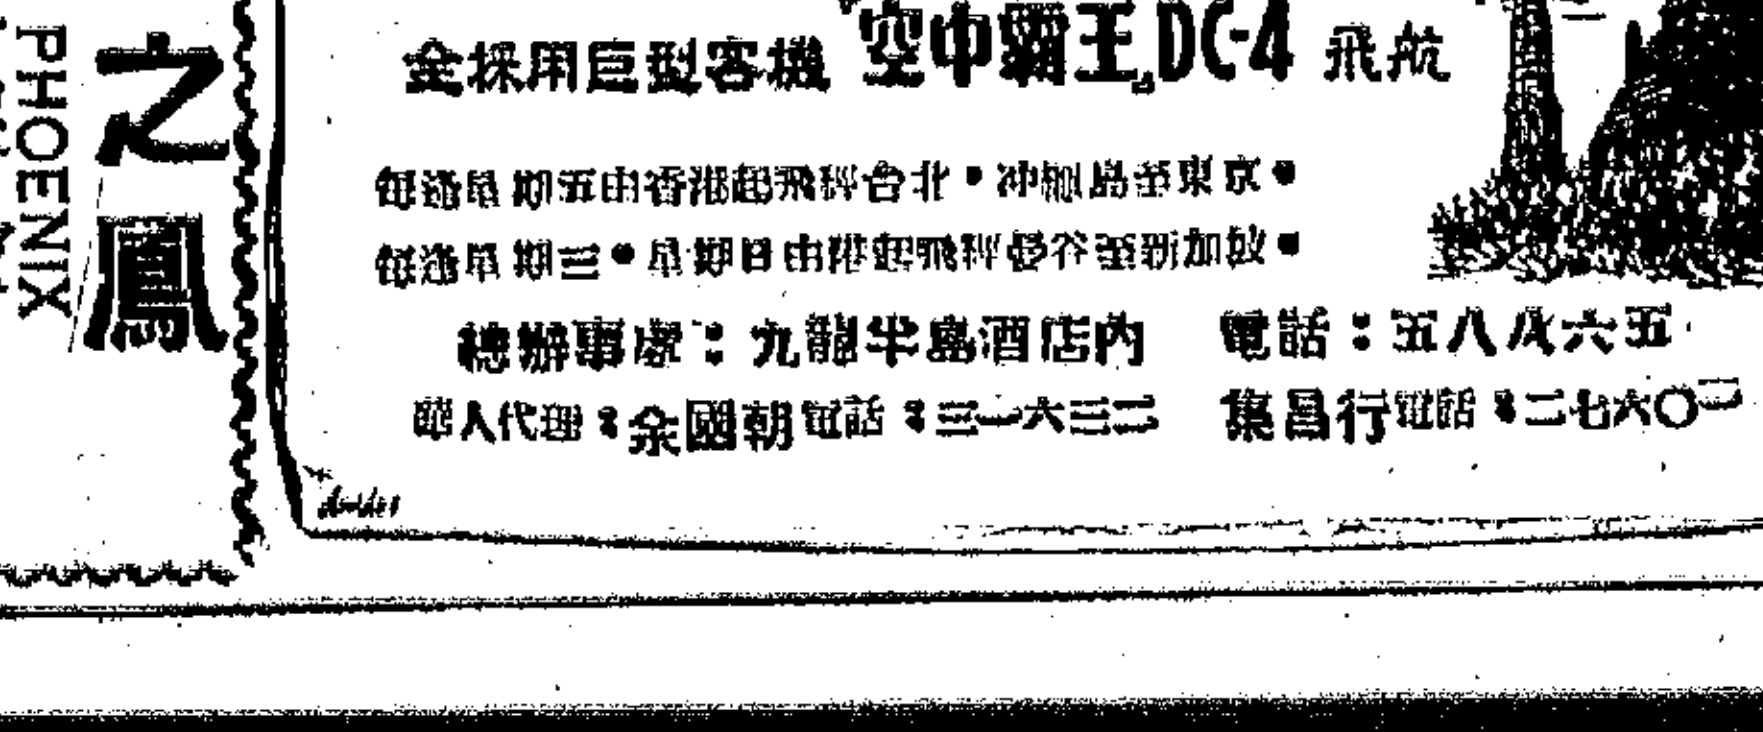 全採用巨型客機 "空中霸王"DC-4 飛航
每逢星期五由香港起飛經台北•冲繩島至東京•
每逢星期三•星期日由港起飛經曼谷至新加坡•
總辦事處：九龍半島酒店內 電話：五八八六五
華人代理：余國朝電話：三一六三二 集昌行電話：二七六〇二
之鳳
PHOENIX